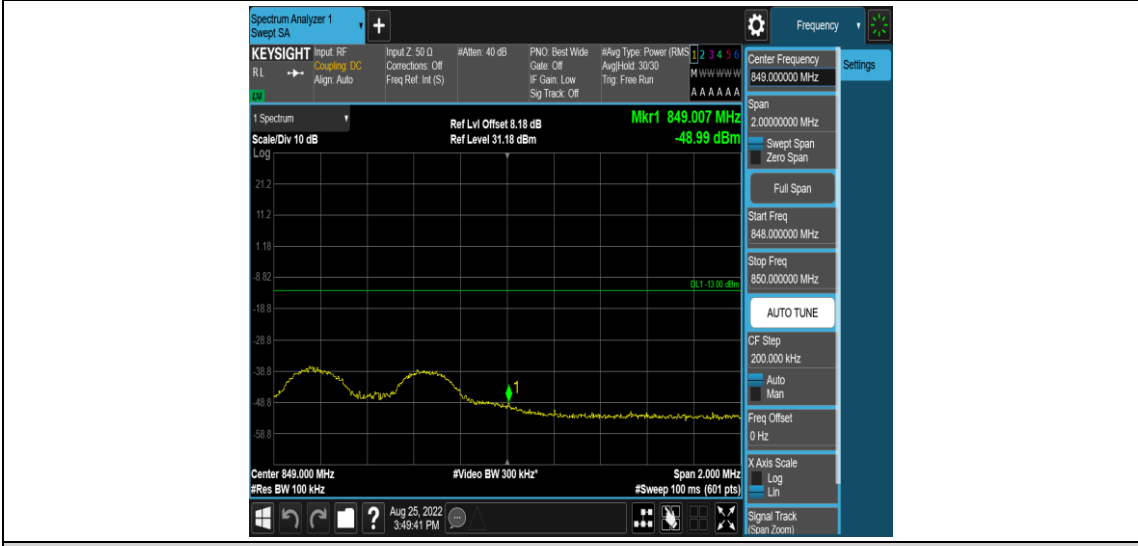 Spectrum Analyzer 1
Swept SA
+
Frequency
KEYSIGHT
RL
Input: RF
Coupling: DC
Align: Auto
Input Z: 50 Ω
Corrections: Off
Freq Ref: Int (S)
#Atten: 40 dB
PNO: Best Wide
Gate: Off
IF Gain: Low
Sig Track: Off
#Avg Type: Power (RMS
Avg|Hold: 30/30
Trig: Free Run
1 2 3 4 5 6
M W W W W W
A A A A A A
1 Spectrum
Scale/Div 10 dB
Log
Ref Lvl Offset 8.18 dB
Ref Level 31.18 dBm
Mkr1 849.007 MHz
-48.99 dBm
21.2
11.2
1.18
-8.82
DL1 -13.00 dBm
-18.8
-28.8
-38.8
-48.8
-58.8
1
Center 849.000 MHz
#Res BW 100 kHz
#Video BW 300 kHz*
Span 2.000 MHz
#Sweep 100 ms (601 pts)
?
Aug 25, 2022
3:49:41 PM
Center Frequency
849.000000 MHz
Settings
Span
2.00000000 MHz
Swept Span
Zero Span
Full Span
Start Freq
848.000000 MHz
Stop Freq
850.000000 MHz
AUTO TUNE
CF Step
200.000 kHz
Auto
Man
Freq Offset
0 Hz
X Axis Scale
Log
Lin
Signal Track
(Span Zoom)